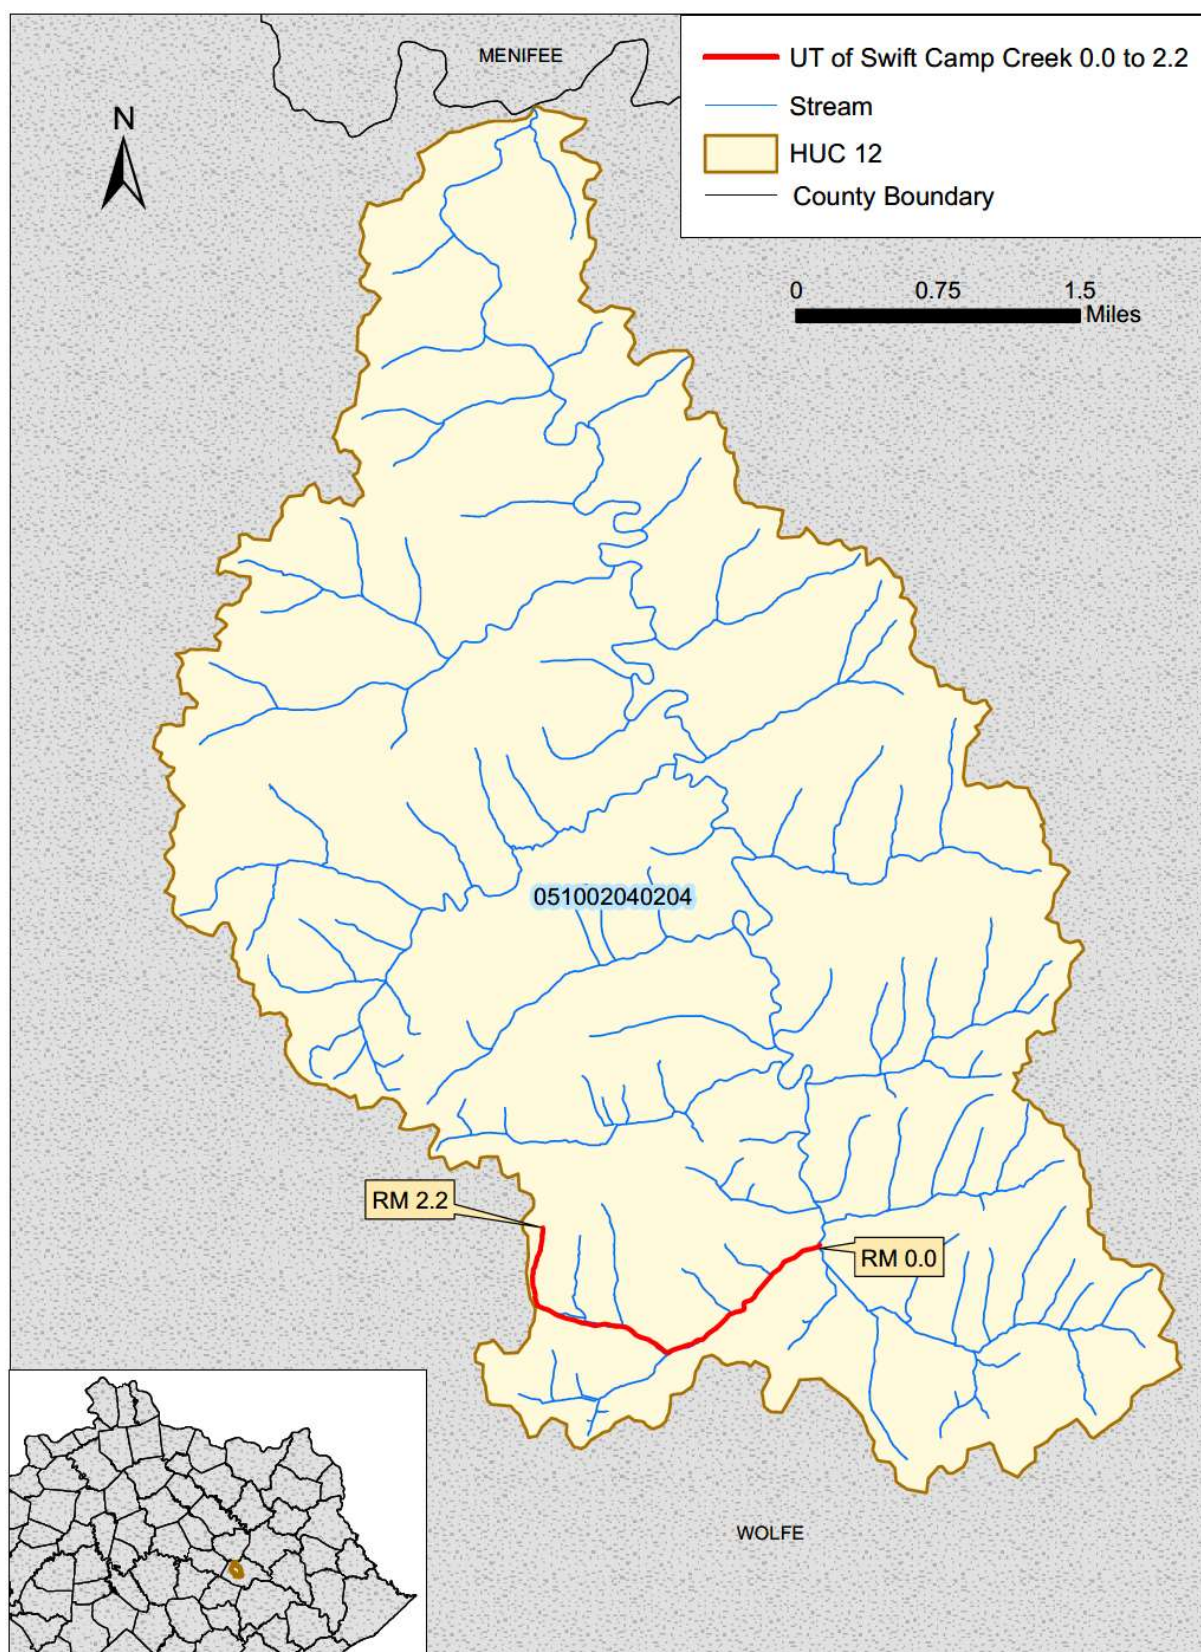 MENIFEE
UT of Swift Camp Creek 0.0 to 2.2
Stream
HUC 12
County Boundary
N
0 0.75 1.5
Miles
051002040204
RM 2.2
RM 0.0
WOLFE